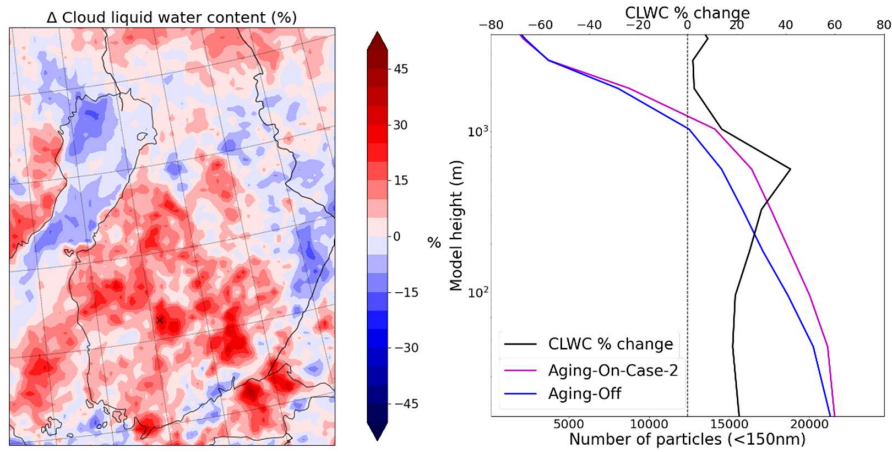 Δ Cloud liquid water content (%)
45
30
15
0
−15
−30
−45
%
CLWC % change
−80 −60 −40 −20 0 20 40 60 80
Model height (m)
10³
10²
CLWC % change
Aging-On-Case-2
Aging-Off
5000 10000 15000 20000
Number of particles (<150nm)